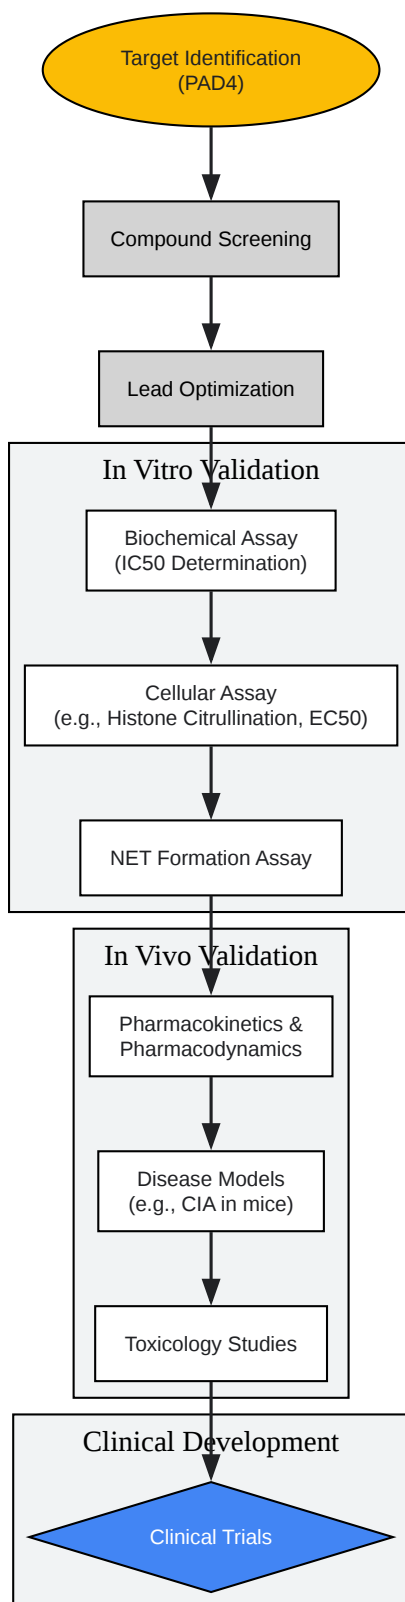 Target Identification
(PAD4)
Compound Screening
Lead Optimization
In Vitro Validation
Biochemical Assay
(IC50 Determination)
Cellular Assay
(e.g., Histone Citrullination, EC50)
NET Formation Assay
In Vivo Validation
Pharmacokinetics &
Pharmacodynamics
Disease Models
(e.g., CIA in mice)
Toxicology Studies
Clinical Development
Clinical Trials